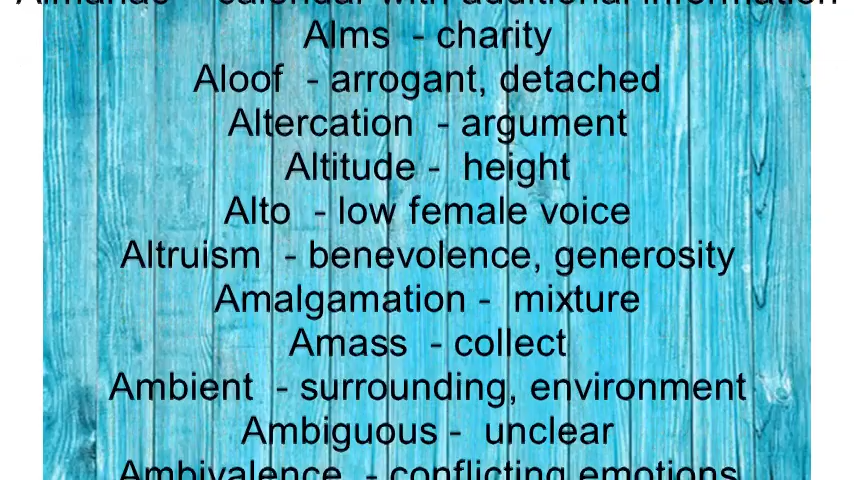 calendar with additional information
Alms - charity
Aloof - arrogant, detached
Altercation - argument
Altitude - height
Alto - low female voice
Altruism - benevolence, generosity
Amalgamation - mixture
Amass - collect
Ambient - surrounding, environment
Ambiguous - unclear
Ambivalence - conflicting emotions